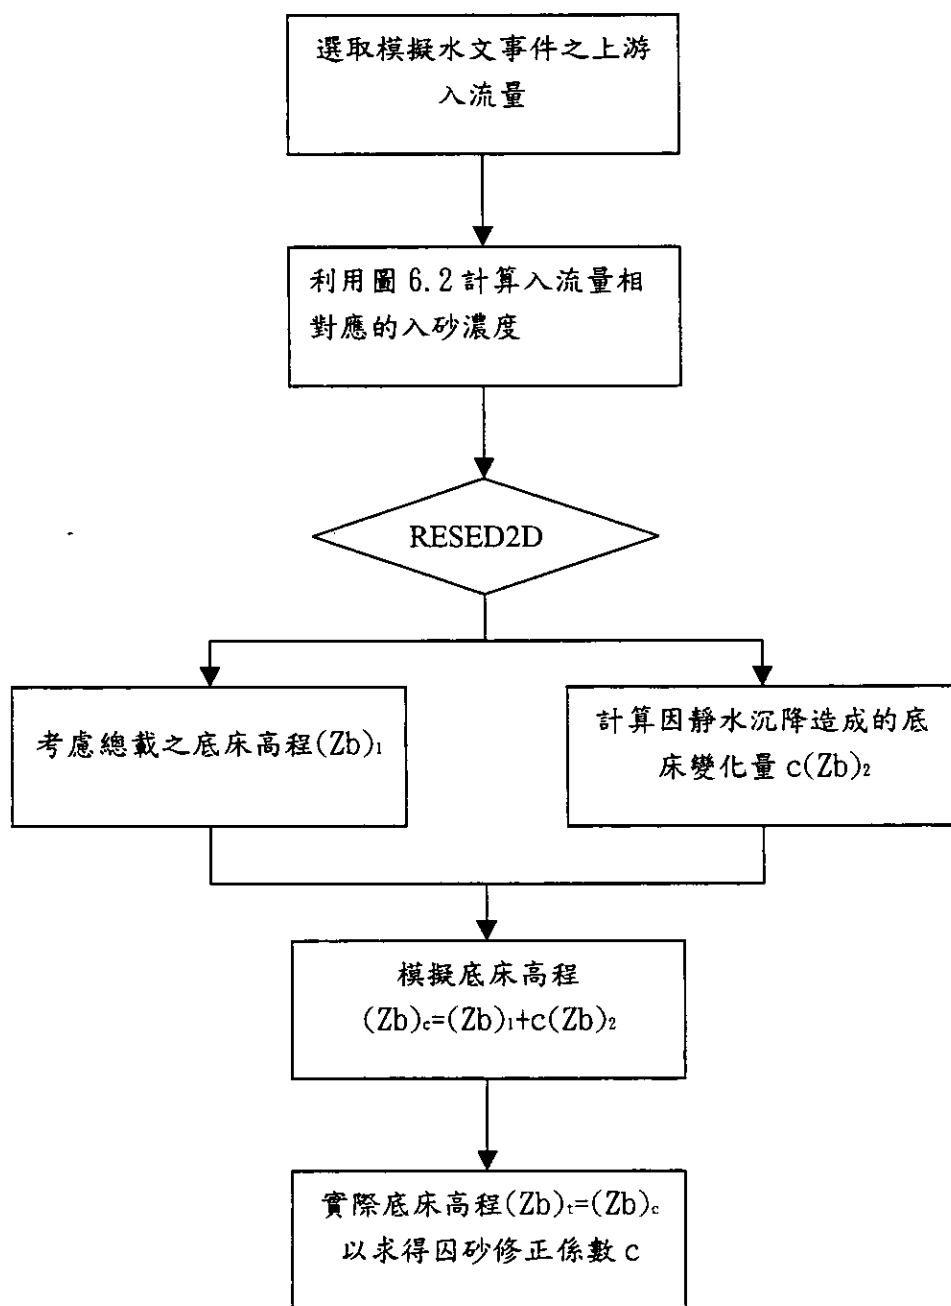 選取模擬水文事件之上游
入流量
利用圖 6.2 計算入流量相
對應的入砂濃度
RESED2D
考慮總載之底床高程(Zb)₁
計算因靜水沉降造成的底
床變化量 c(Zb)₂
模擬底床高程
(Zb)c=(Zb)₁+c(Zb)₂
實際底床高程(Zb)t=(Zb)c
以求得囚砂修正係數 c